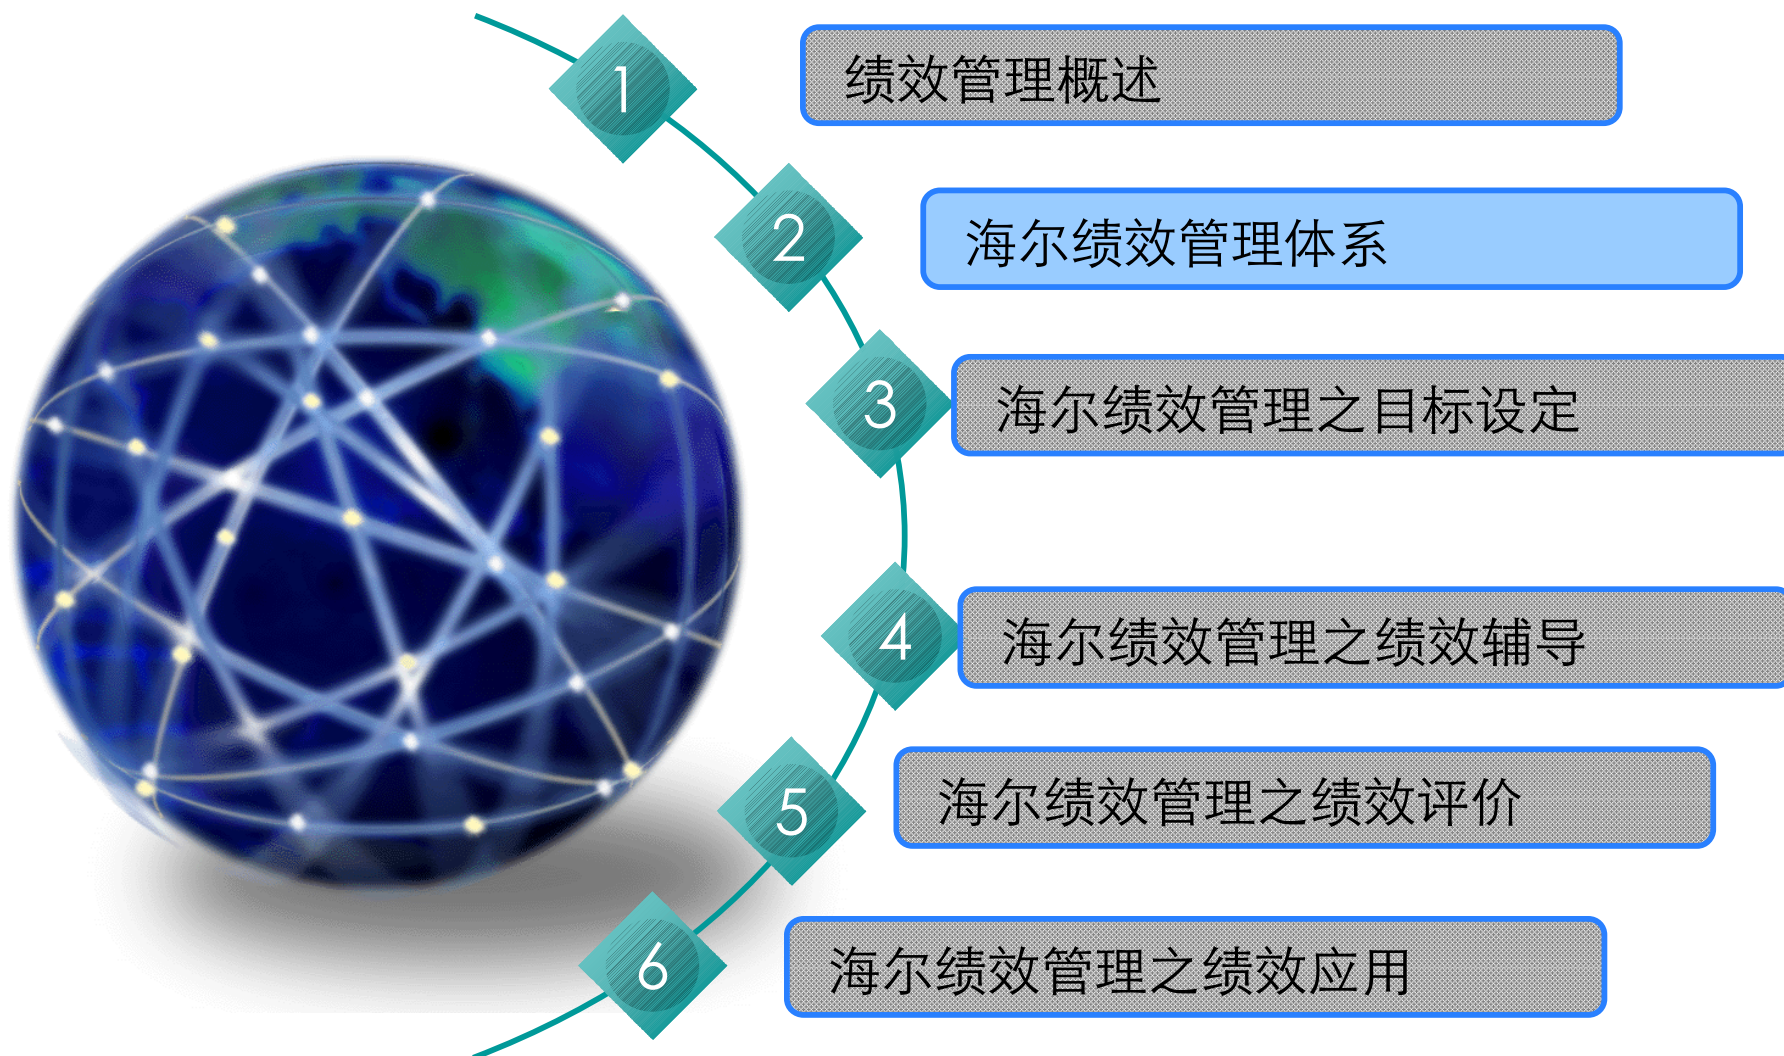 1 绩效管理概述
2 海尔绩效管理体系
3 海尔绩效管理之目标设定
4 海尔绩效管理之绩效辅导
5 海尔绩效管理之绩效评价
6 海尔绩效管理之绩效应用